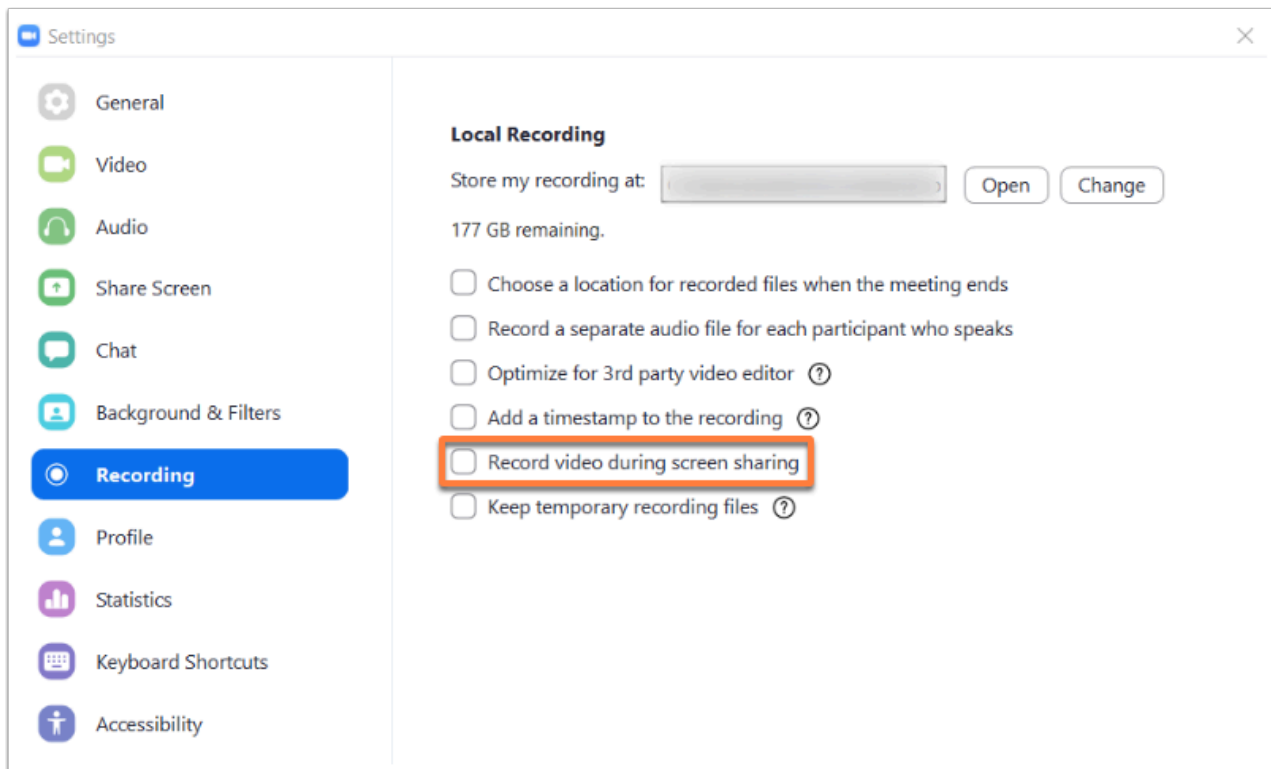 Settings
General
Video
Audio
Share Screen
Chat
Background & Filters
Recording
Profile
Statistics
Keyboard Shortcuts
Accessibility
Local Recording
Store my recording at:
Open
Change
177 GB remaining.
Choose a location for recorded files when the meeting ends
Record a separate audio file for each participant who speaks
Optimize for 3rd party video editor ?
Add a timestamp to the recording ?
Record video during screen sharing
Keep temporary recording files ?